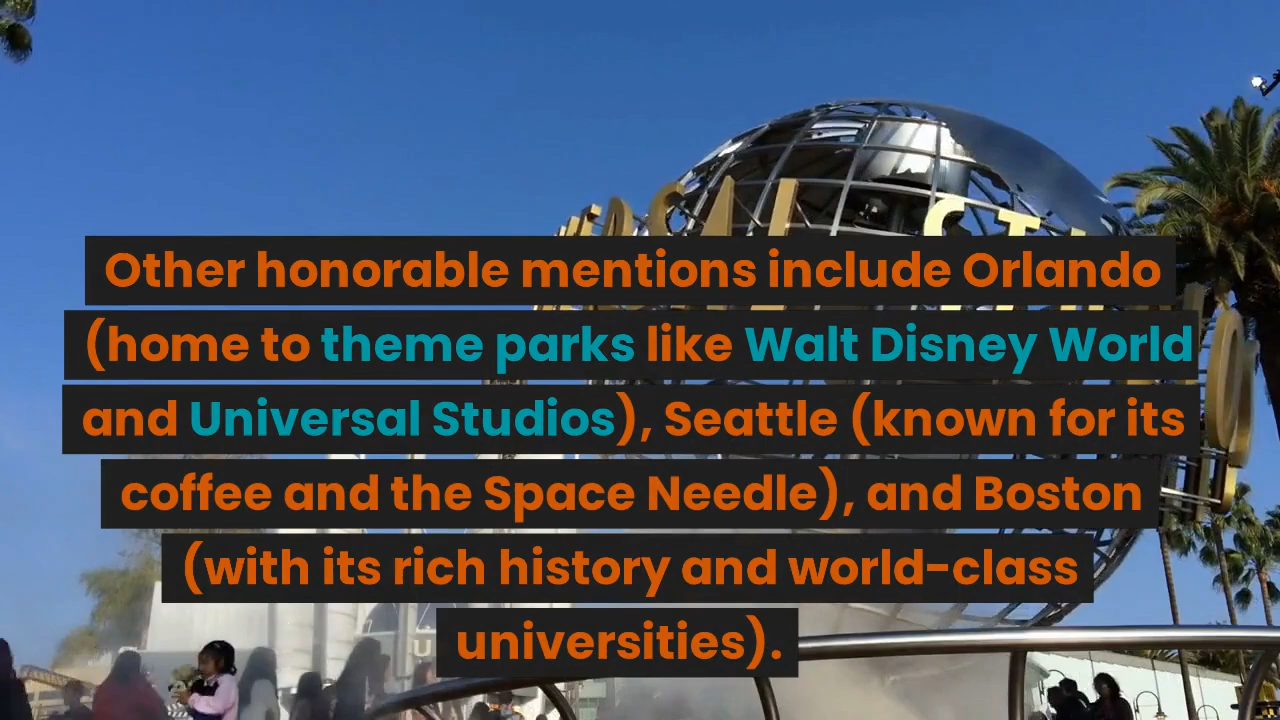 Other honorable mentions include Orlando
(home to theme parks like Walt Disney World
and Universal Studios), Seattle (known for its
coffee and the Space Needle), and Boston
(with its rich history and world-class
universities).